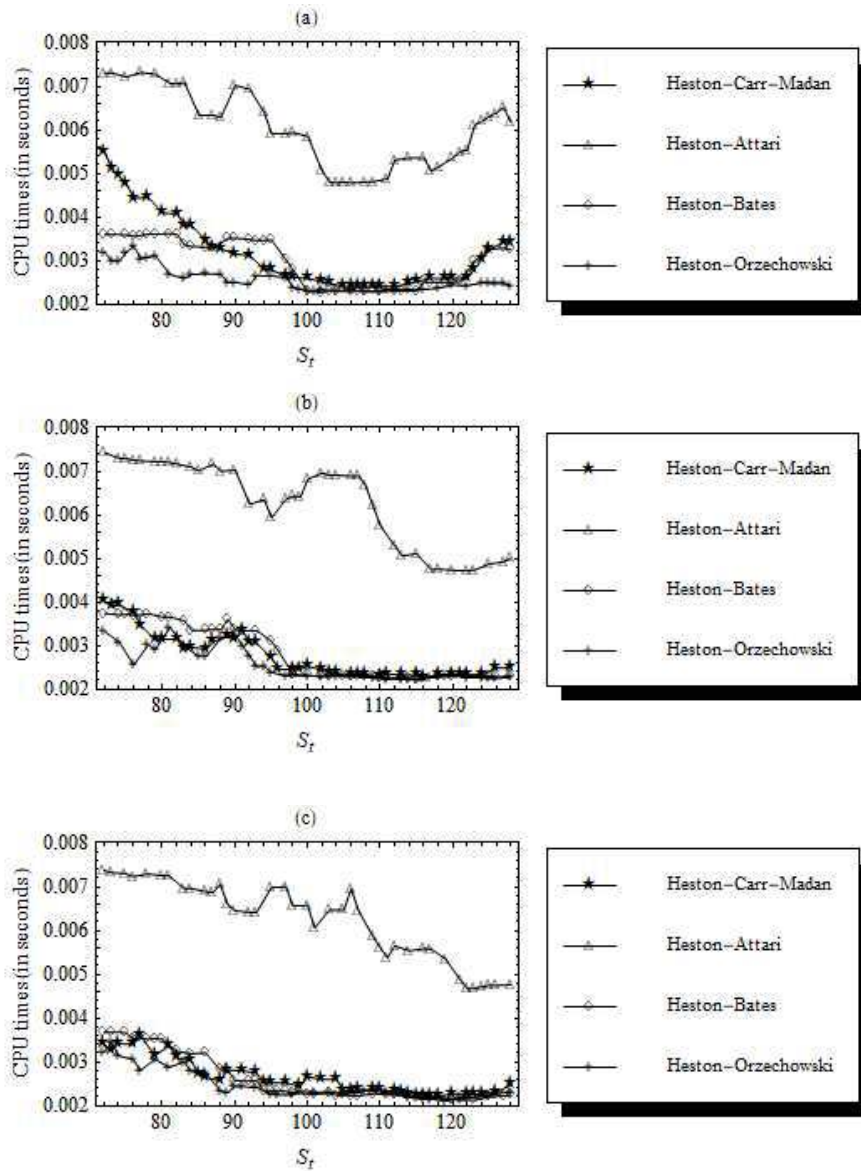 (a)
CPU times (in seconds)
0.008
0.007
0.006
0.005
0.004
0.003
0.002
80 90 100 110 120
St
Heston-Carr-Madan
Heston-Attari
Heston-Bates
Heston-Orzechowski
(b)
CPU times (in seconds)
0.008
0.007
0.006
0.005
0.004
0.003
0.002
80 90 100 110 120
St
Heston-Carr-Madan
Heston-Attari
Heston-Bates
Heston-Orzechowski
(c)
CPU times (in seconds)
0.008
0.007
0.006
0.005
0.004
0.003
0.002
80 90 100 110 120
St
Heston-Carr-Madan
Heston-Attari
Heston-Bates
Heston-Orzechowski